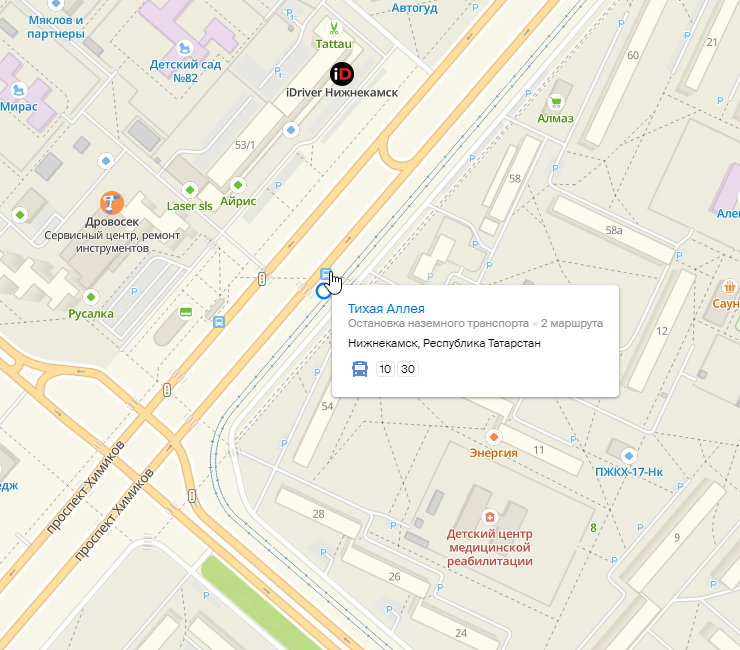 Мяклов и
партнеры
Автогуд
Tattau
Детский сад
№82
iD
iDriver Нижнекамск
Мирас
60
21
P
Алмаз
53/1
P
58
Laser sls
Айрис
Дровосек
Сервисный центр, ремонт
инструментов
58а
Але
P
P
P
Русалка
Саун
12
Тихая Аллея
Остановка наземного транспорта • 2 маршрута
Нижнекамск, Республика Татарстан
10 30
P
54
P
11
Энергия
ПЖКХ-17-Нк
едж
проспект Химиков
проспект Химиков
P
28
P
Детский центр
медицинской
реабилитации
8
P
9
26
P
P
P
24